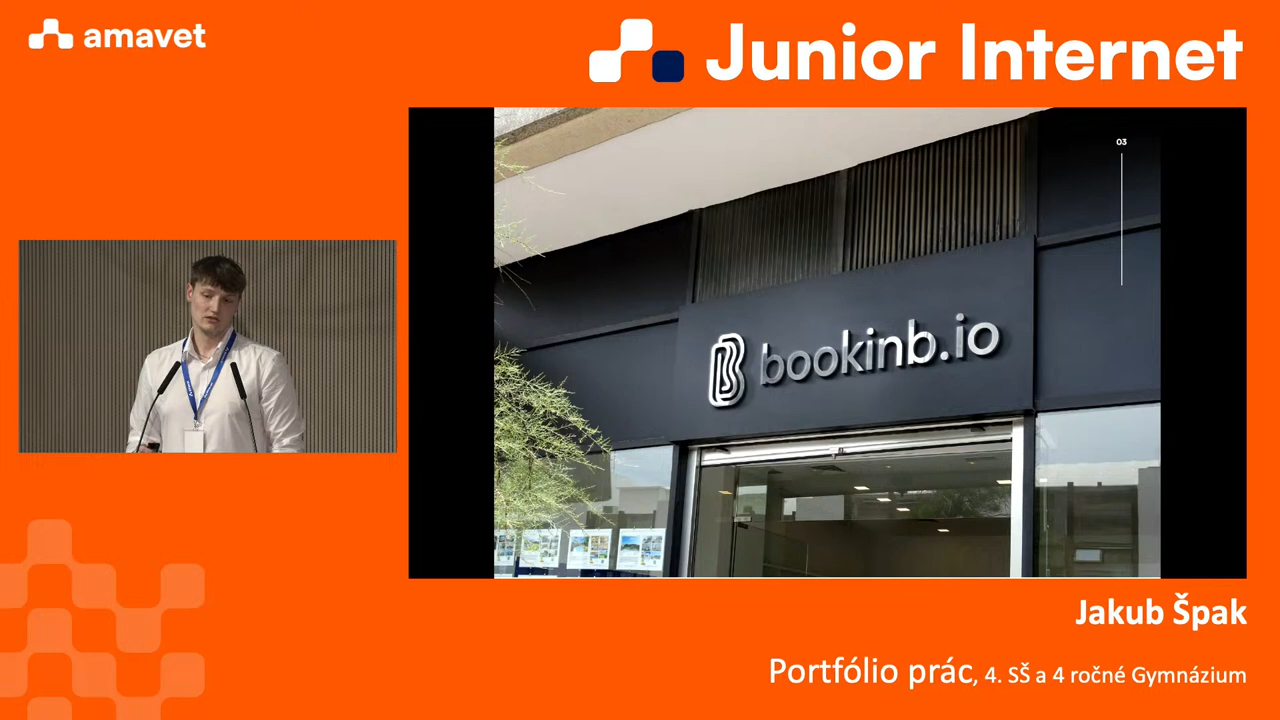 amavet
Junior Internet
03
bookinb.io
Jakub Špak
Portfólio prác, 4. SŠ a 4 ročné Gymnázium